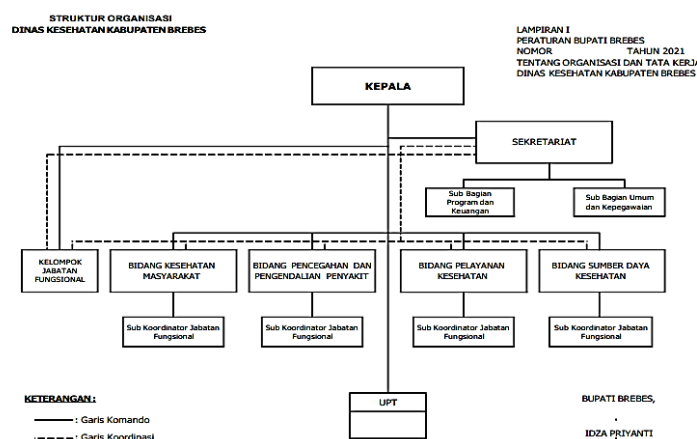 STRUKTUR ORGANISASI
DINAS KESEHATAN KABUPATEN BREBES
LAMPIRAN I
PERATURAN BUPATI BREBES
NOMOR TAHUN 2021
TENTANG ORGANISASI DAN TATA KERJA
DINAS KESEHATAN KABUPATEN BREBES
KEPALA
SEKRETARIAT
Sub Bagian
Program dan
Keuangan
Sub Bagian Umum
dan Kepegawaian
KELOMPOK
JABATAN
FUNGSIONAL
BIDANG KESEHATAN
MASYARAKAT
BIDANG PENCEGAHAN DAN
PENGENDALIAN PENYAKIT
BIDANG PELAYANAN
KESEHATAN
BIDANG SUMBER DAYA
KESEHATAN
Sub Koordinator Jabatan
Fungsional
Sub Koordinator Jabatan
Fungsional
Sub Koordinator Jabatan
Fungsional
Sub Koordinator Jabatan
Fungsional
UPT
KETERANGAN :
: Garis Komando
: Garis Koordinasi
BUPATI BREBES,
IDZA PRIYANTI